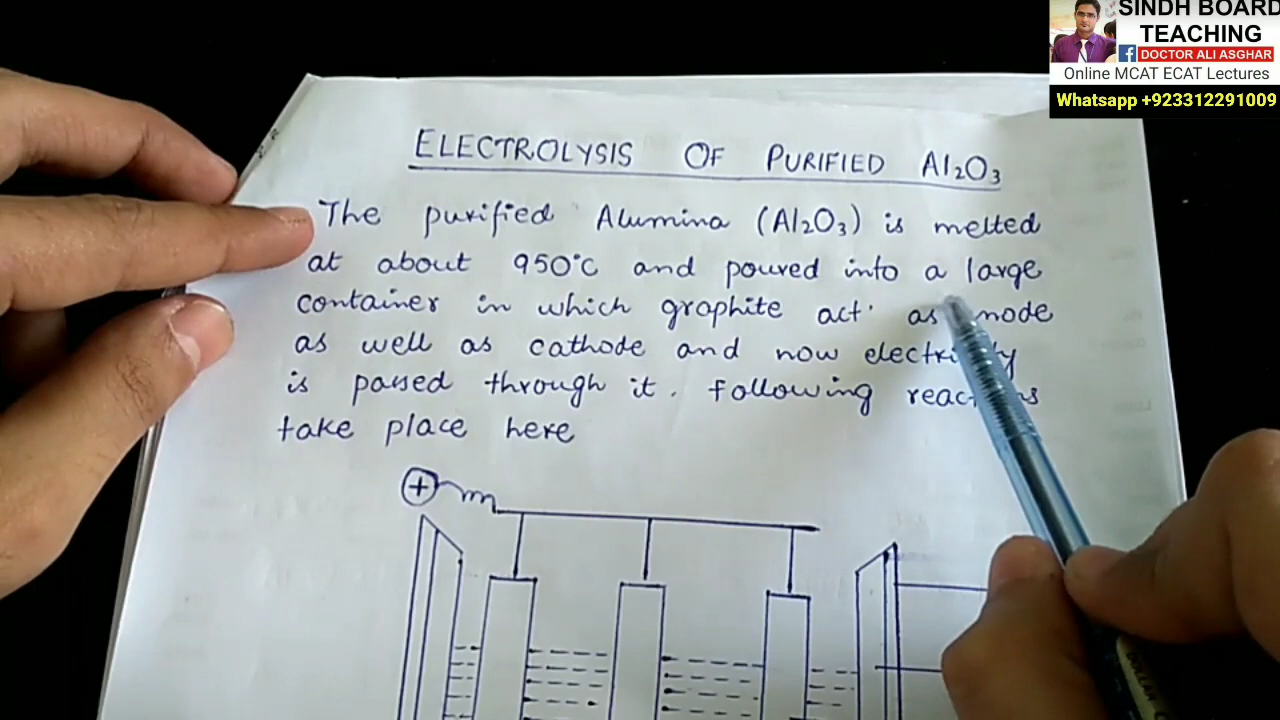 SINDH BOARD
TEACHING
f DOCTOR ALI ASGHAR
Online MCAT ECAT Lectures
Whatsapp +923312291009
ELECTROLYSIS OF PURIFIED Al₂O₃
The purified Alumina (Al₂O₃) is melted
at about 950°C and poured into a large
container in which graphite act as node
as well as cathode and now
is passed through it. Following
take place here
+